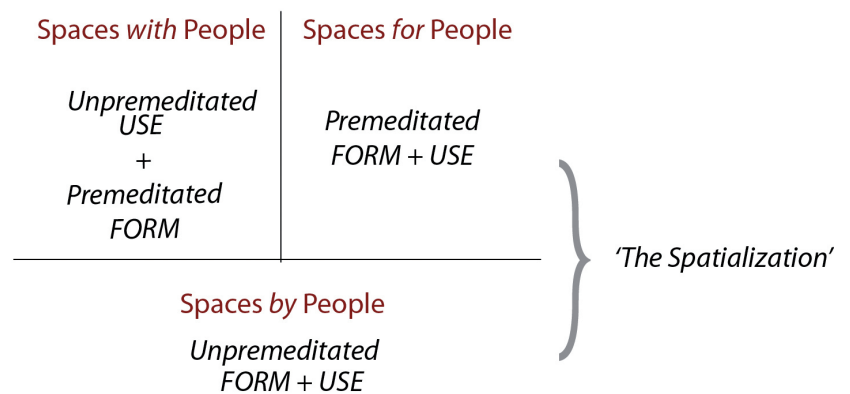 Spaces with People
Unpremeditated
USE
+
Premeditated
FORM
Spaces for People
Premeditated
FORM + USE
Spaces by People
Unpremeditated
FORM + USE
‘The Spatialization’